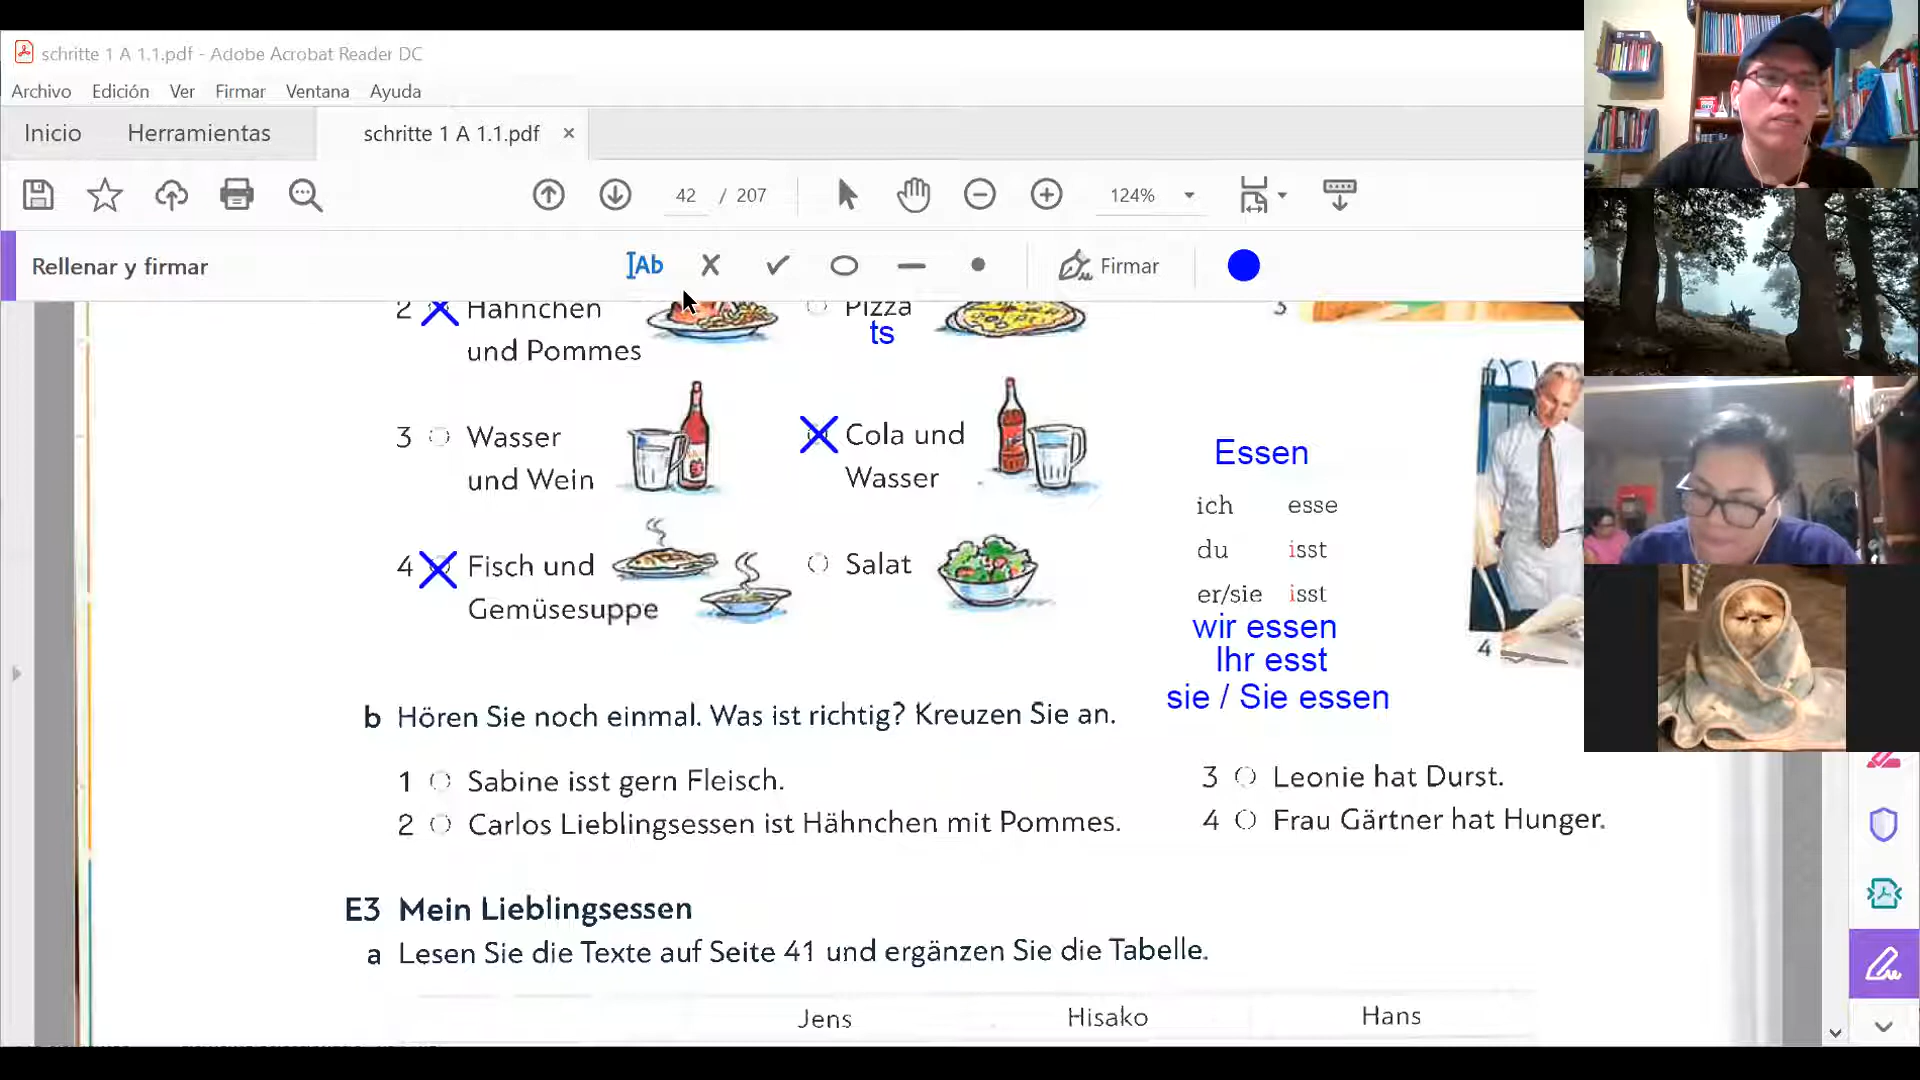 schritte 1 A 1.1.pdf - Adobe Acrobat Reader DC
Archivo Edición Ver Firmar Ventana Ayuda
Inicio Herramientas schritte 1 A 1.1.pdf ×
42 / 207 124%
Rellenar y firmar IAb Firmar
2 Hähnchen Pizza 3
ts
und Pommes
3 Wasser Cola und
und Wein Wasser
4 Fisch und Salat
Gemüsesuppe
Essen
ich esse
du isst
er/sie isst
wir essen
Ihr esst
sie / Sie essen
4
b Hören Sie noch einmal. Was ist richtig? Kreuzen Sie an.
1 Sabine isst gern Fleisch.
2 Carlos Lieblingsessen ist Hähnchen mit Pommes.
3 Leonie hat Durst.
4 Frau Gärtner hat Hunger.
E3 Mein Lieblingsessen
a Lesen Sie die Texte auf Seite 41 und ergänzen Sie die Tabelle.
Jens Hisako Hans